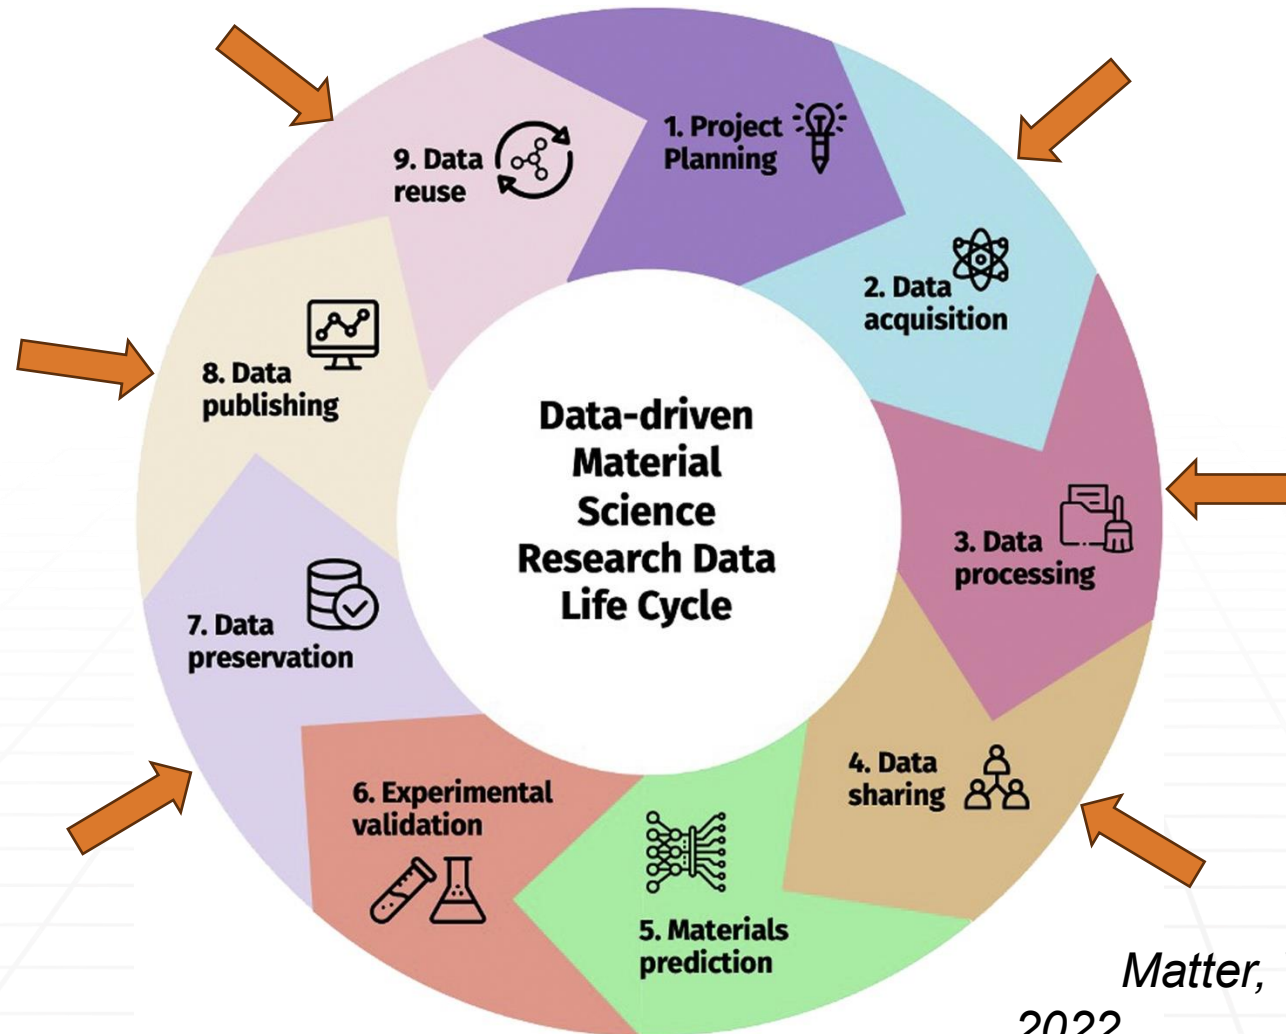 1. Project
Planning
2. Data
acquisition
3. Data
processing
4. Data
sharing
5. Materials
prediction
6. Experimental
validation
7. Data
preservation
8. Data
publishing
9. Data
reuse
Data-driven
Material
Science
Research Data
Life Cycle
Matter,
2022